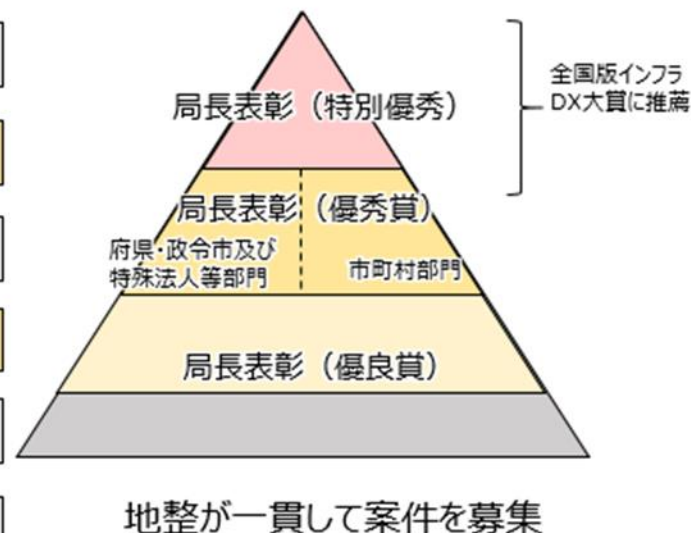 局長表彰（特別優秀）
全国版インフラ
DX大賞に推薦
局長表彰（優秀賞）
府県・政令市及び
特殊法人等部門
市町村部門
局長表彰（優良賞）
地整が一貫して案件を募集